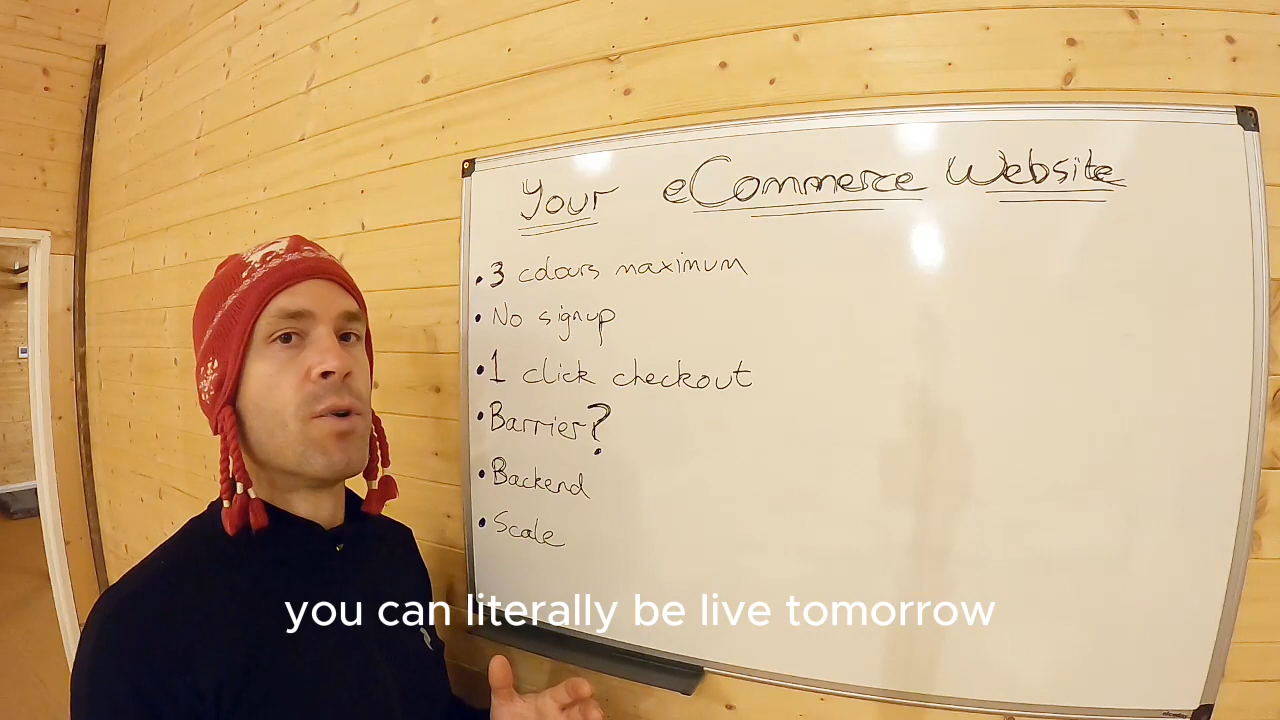 Your eCommerce Website
• 3 colours maximum
• No signup
• 1 click checkout
• Barrier?
• Backend
• Scale
you can literally be live tomorrow